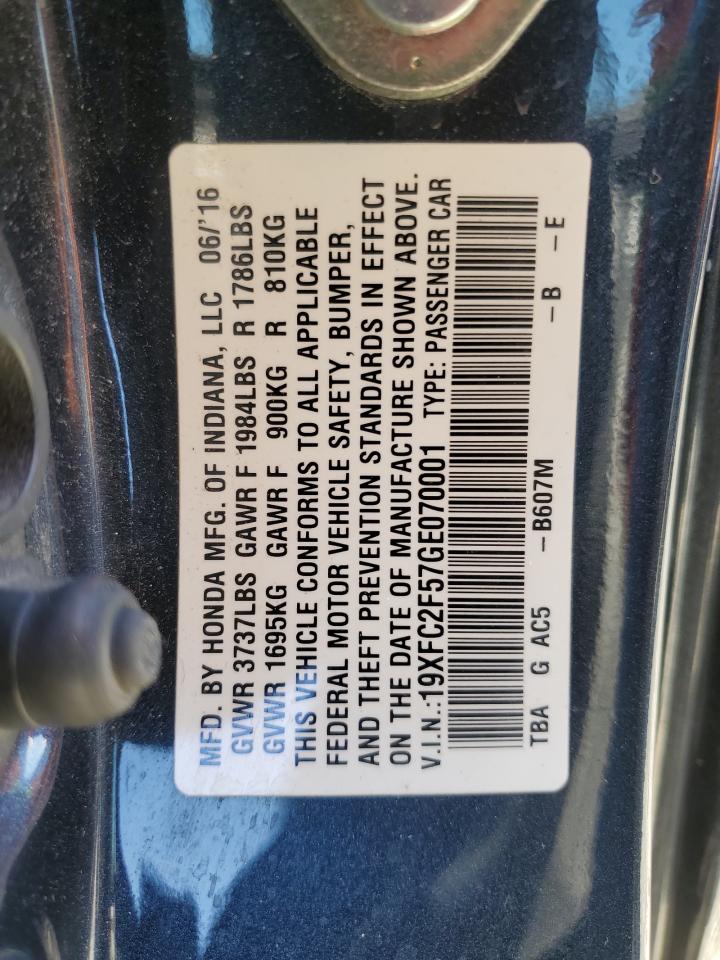 MFD. BY HONDA MFG. OF INDIANA, LLC 06/'16
GVWR 3737LBS GAWR F 1984LBS R 1786LBS
GVWR 1695KG GAWR F 900KG R 810KG
THIS VEHICLE CONFORMS TO ALL APPLICABLE
FEDERAL MOTOR VEHICLE SAFETY, BUMPER,
AND THEFT PREVENTION STANDARDS IN EFFECT
ON THE DATE OF MANUFACTURE SHOWN ABOVE.
V.I.N.:19XFC2F57GE070001 TYPE: PASSENGER CAR
TBA G AC5 –B607M –B –E